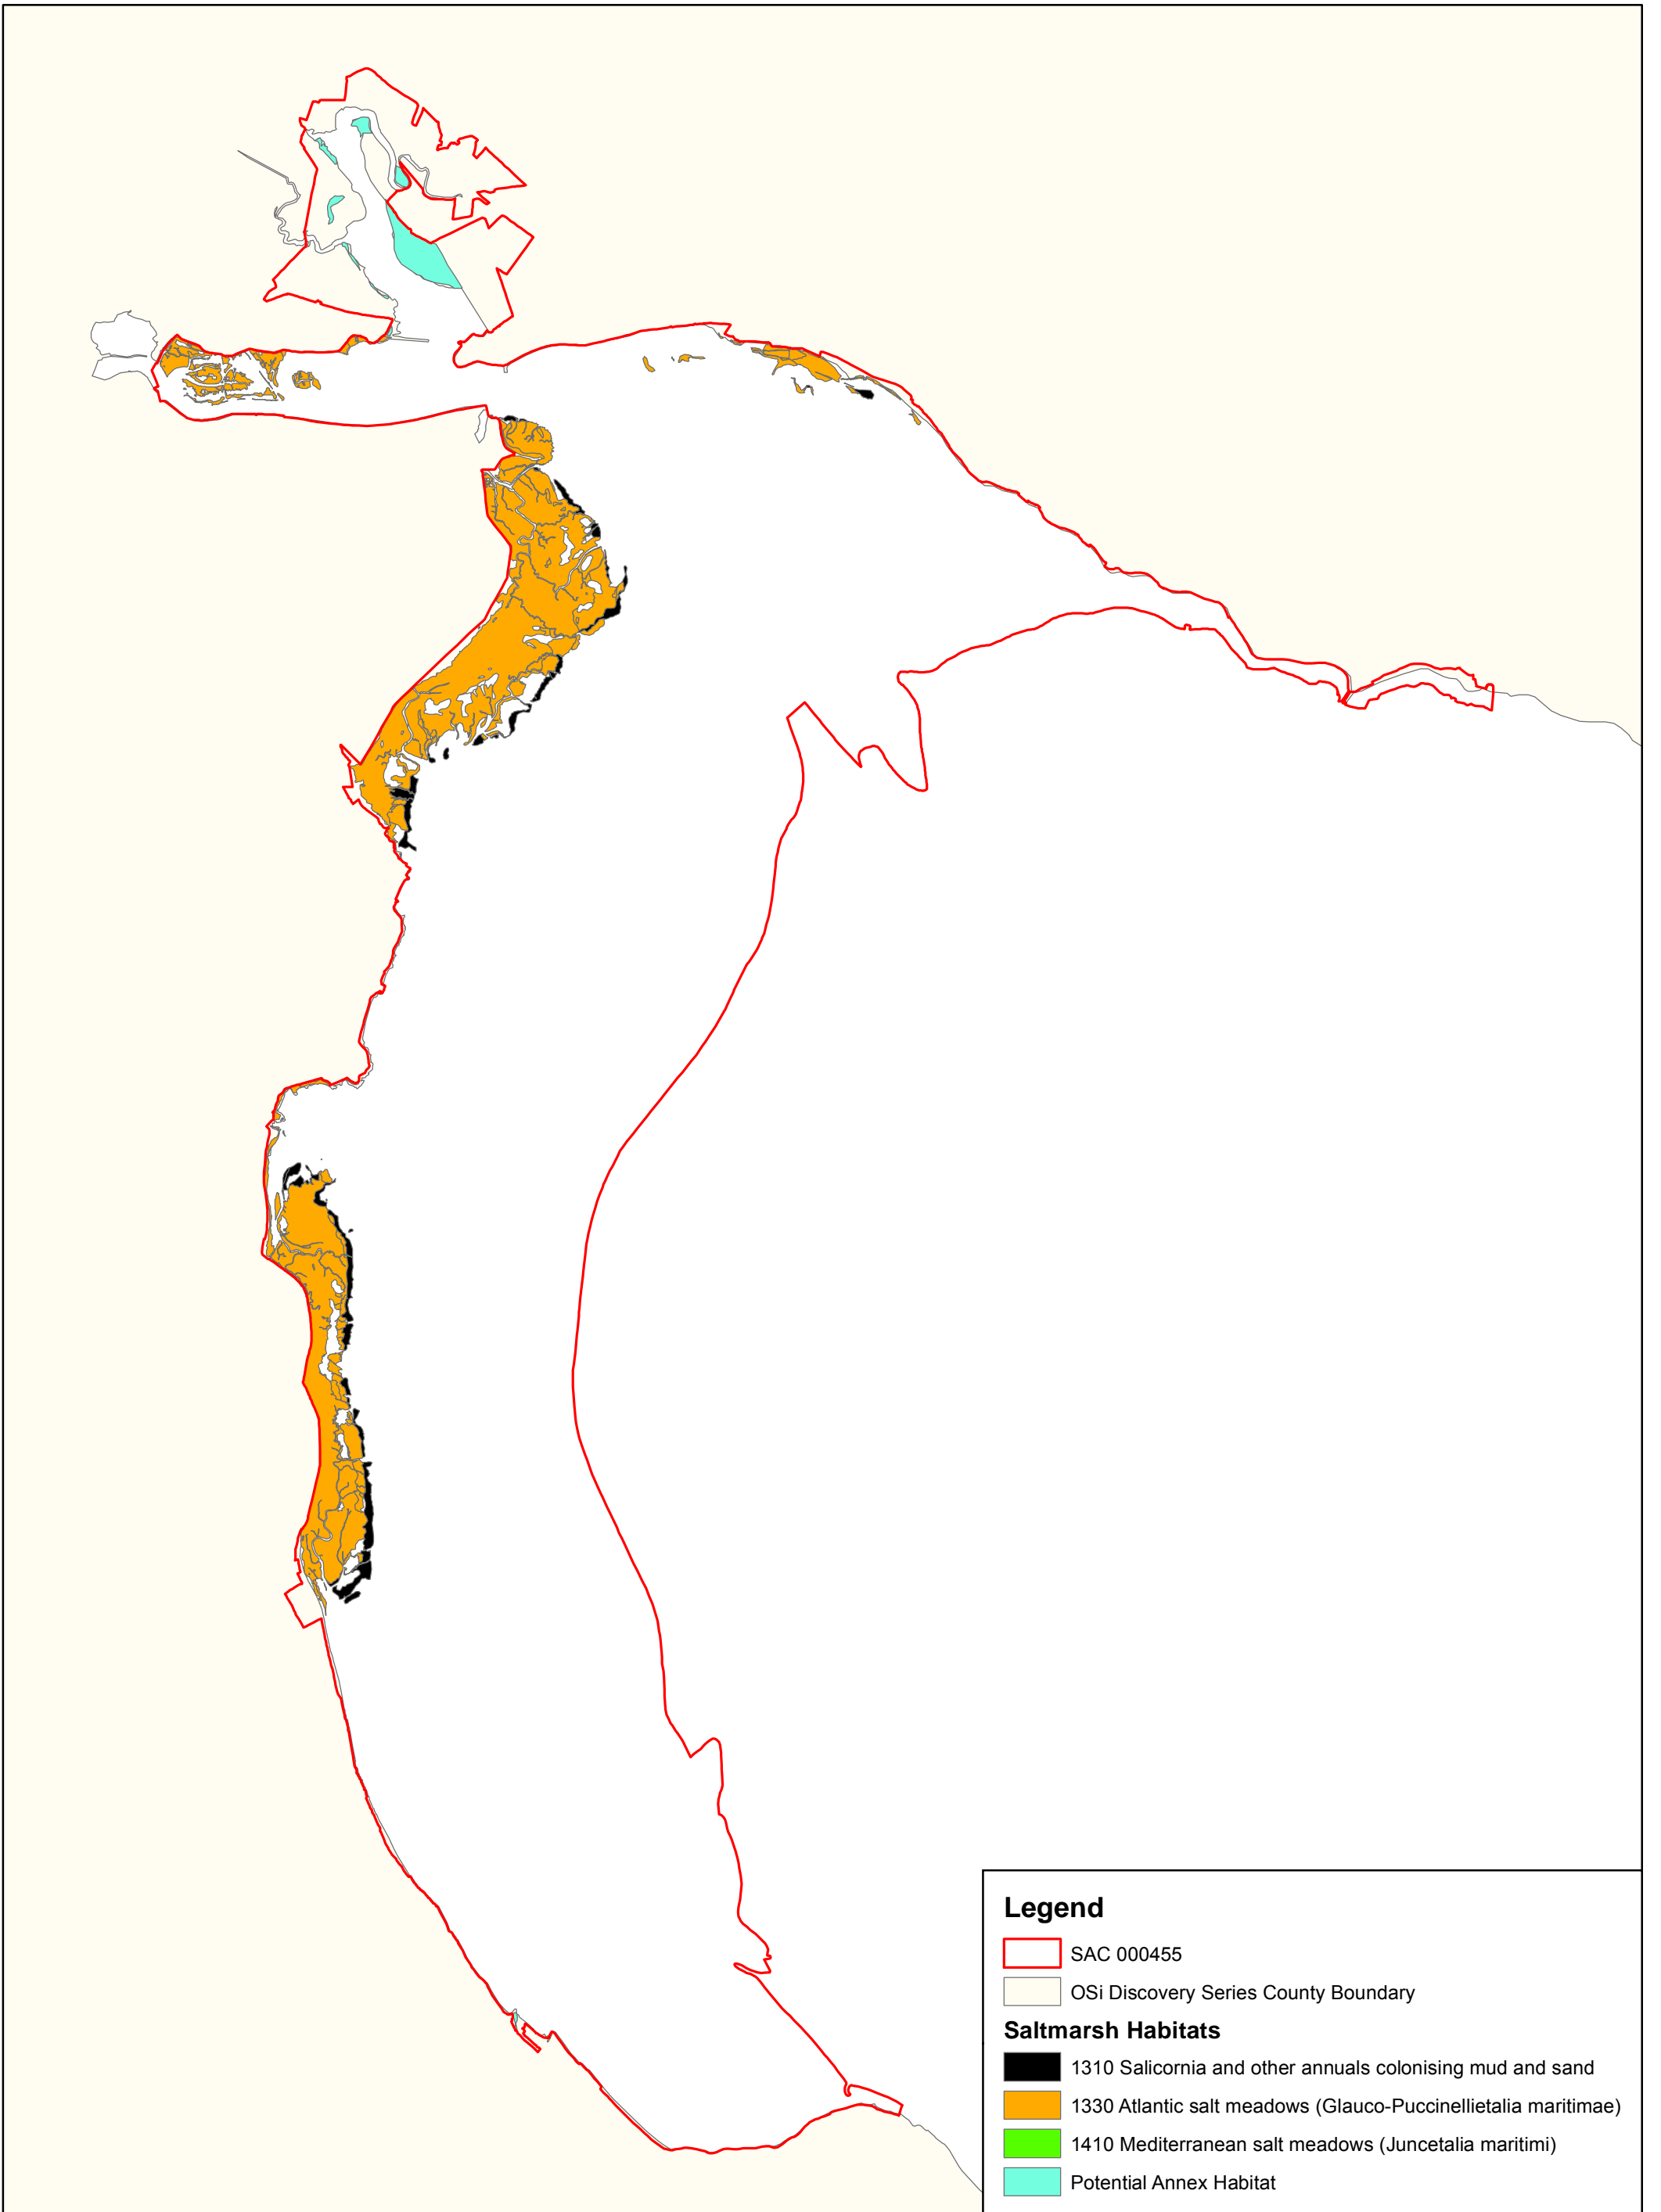 Legend
SAC 000455
OSi Discovery Series County Boundary
Saltmarsh Habitats
1310 Salicornia and other annuals colonising mud and sand
1330 Atlantic salt meadows (Glauco-Puccinellietalia maritimae)
1410 Mediterranean salt meadows (Juncetalia maritimi)
Potential Annex Habitat